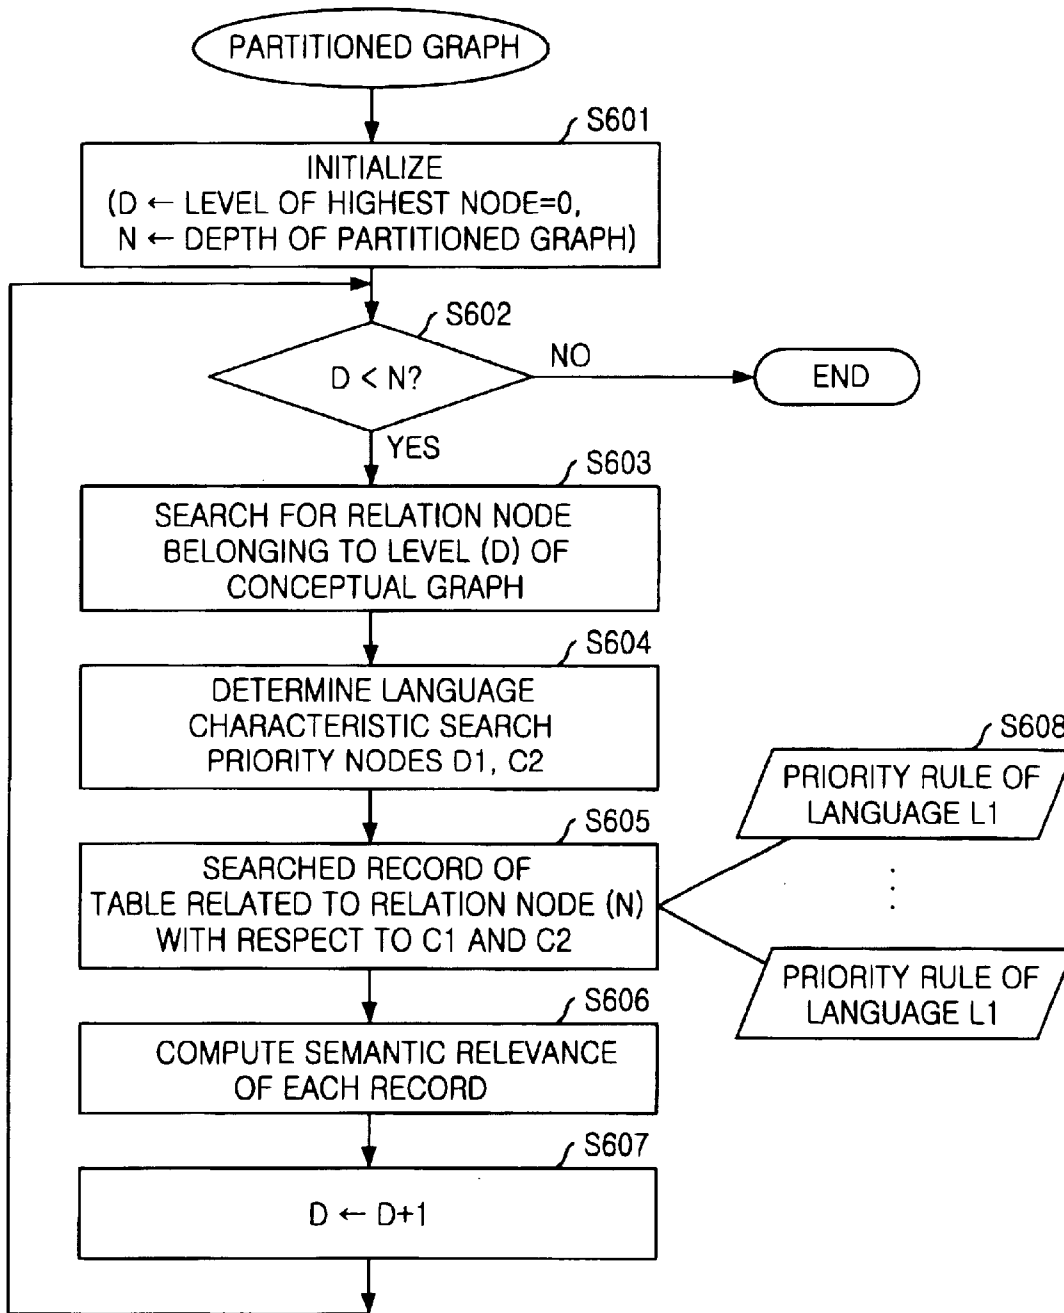 PARTITIONED GRAPH
S601
INITIALIZE
(D ← LEVEL OF HIGHEST NODE=0,
N ← DEPTH OF PARTITIONED GRAPH)
S602
D < N?
NO
END
YES
S603
SEARCH FOR RELATION NODE
BELONGING TO LEVEL (D) OF
CONCEPTUAL GRAPH
S604
DETERMINE LANGUAGE
CHARACTERISTIC SEARCH
PRIORITY NODES D1, C2
S605
SEARCHED RECORD OF
TABLE RELATED TO RELATION NODE (N)
WITH RESPECT TO C1 AND C2
S608
PRIORITY RULE OF
LANGUAGE L1
⋮
PRIORITY RULE OF
LANGUAGE L1
S606
COMPUTE SEMANTIC RELEVANCE
OF EACH RECORD
S607
D ← D+1